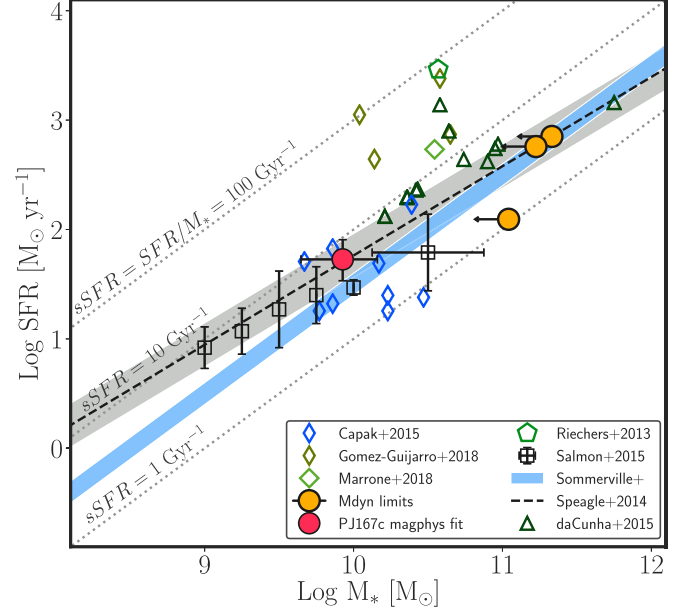 4
3
2
1
0
Log SFR [M⊙ yr⁻¹]
sSFR = SFR/M* = 100 Gyr⁻¹
sSFR = 10 Gyr⁻¹
sSFR = 1 Gyr⁻¹
Capak+2015
Gomez-Guijarro+2018
Marrone+2018
Mdyn limits
PJ167c magphys fit
Riechers+2013
Salmon+2015
Sommerville+
Speagle+2014
daCunha+2015
9
10
11
12
Log M* [M⊙]